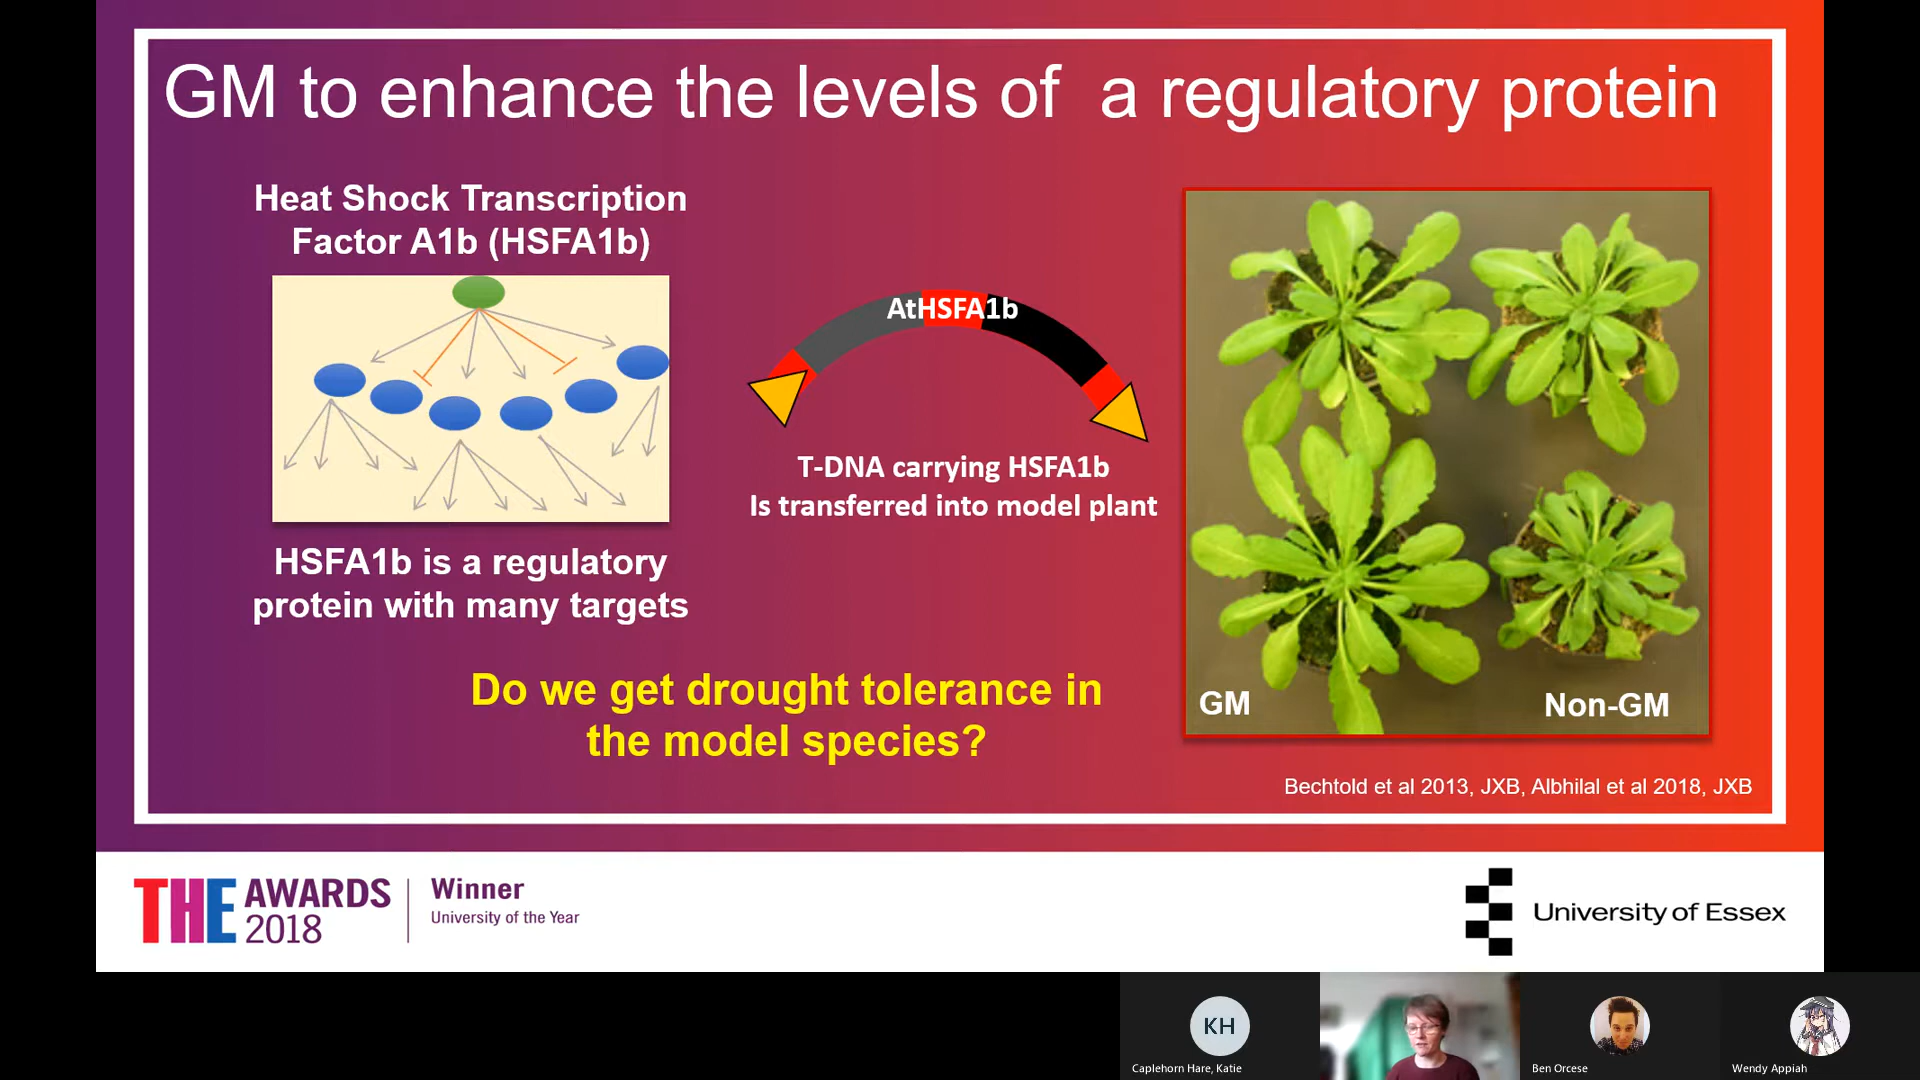 GM to enhance the levels of  a regulatory protein
Heat Shock Transcription
Factor A1b (HSFA1b)
HSFA1b is a regulatory
protein with many targets
AtHSFA1b
T-DNA carrying HSFA1b
Is transferred into model plant
Do we get drought tolerance in
the model species?
GM
Non-GM
Bechtold et al 2013, JXB, Albhilal et al 2018, JXB
THE AWARDS
2018
Winner
University of the Year
University of Essex
KH
Caplehorn Hare, Katie
Ben Orcese
Wendy Appiah